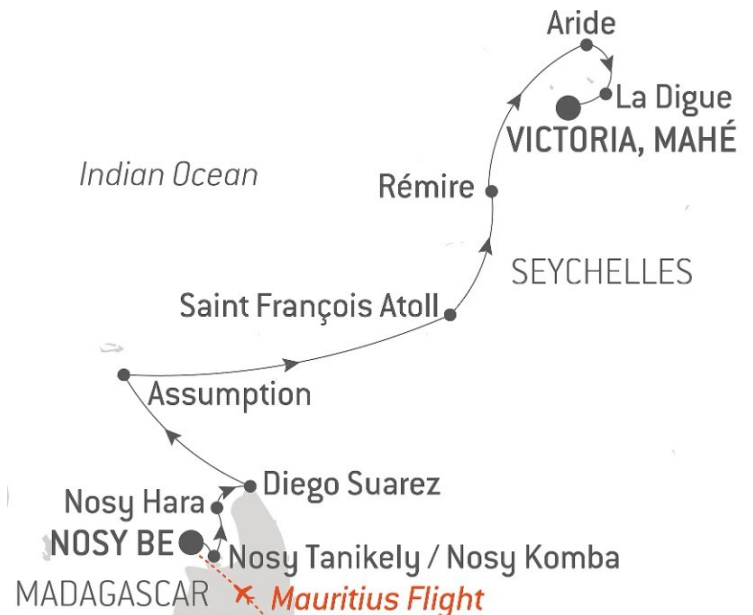 Aride
La Digue
VICTORIA, MAHÉ
Indian Ocean
Rémire
SEYCHELLES
Saint François Atoll
Assumption
Diego Suarez
Nosy Hara
NOSY BE
Nosy Tanikely / Nosy Komba
MADAGASCAR
Mauritius Flight